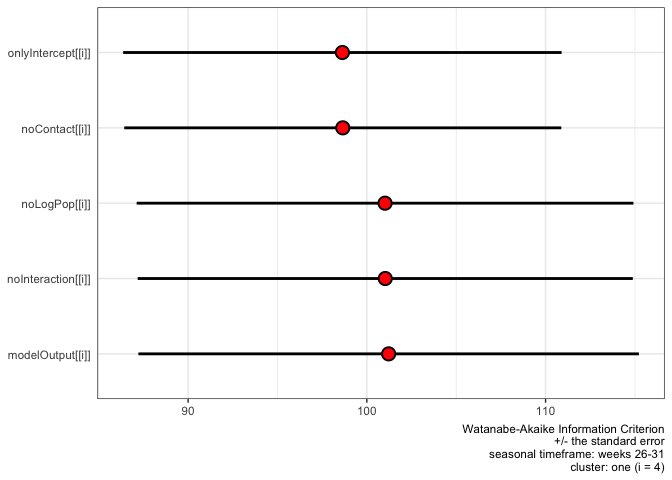 onlyIntercept[[i]]
noContact[[i]]
noLogPop[[i]]
noInteraction[[i]]
modelOutput[[i]]
90 100 110
Watanabe-Akaike Information Criterion
+/- the standard error
seasonal timeframe: weeks 26-31
cluster: one (i = 4)